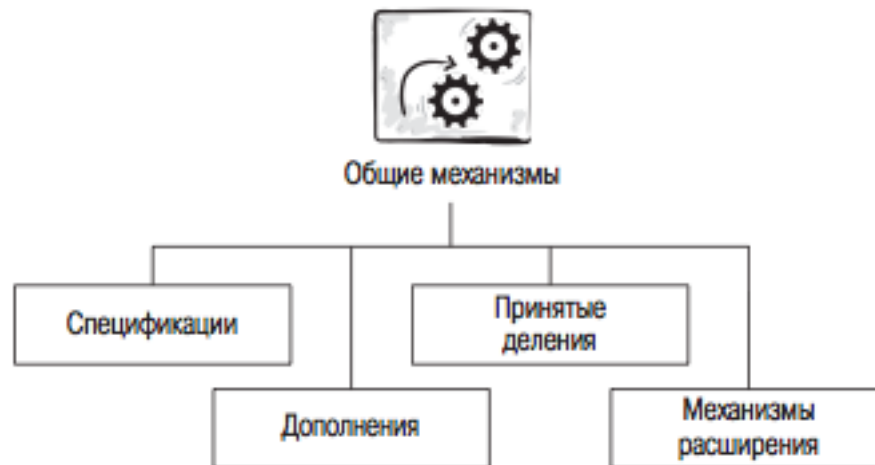 Общие механизмы
Спецификации
Принятые
деления
Дополнения
Механизмы
расширения